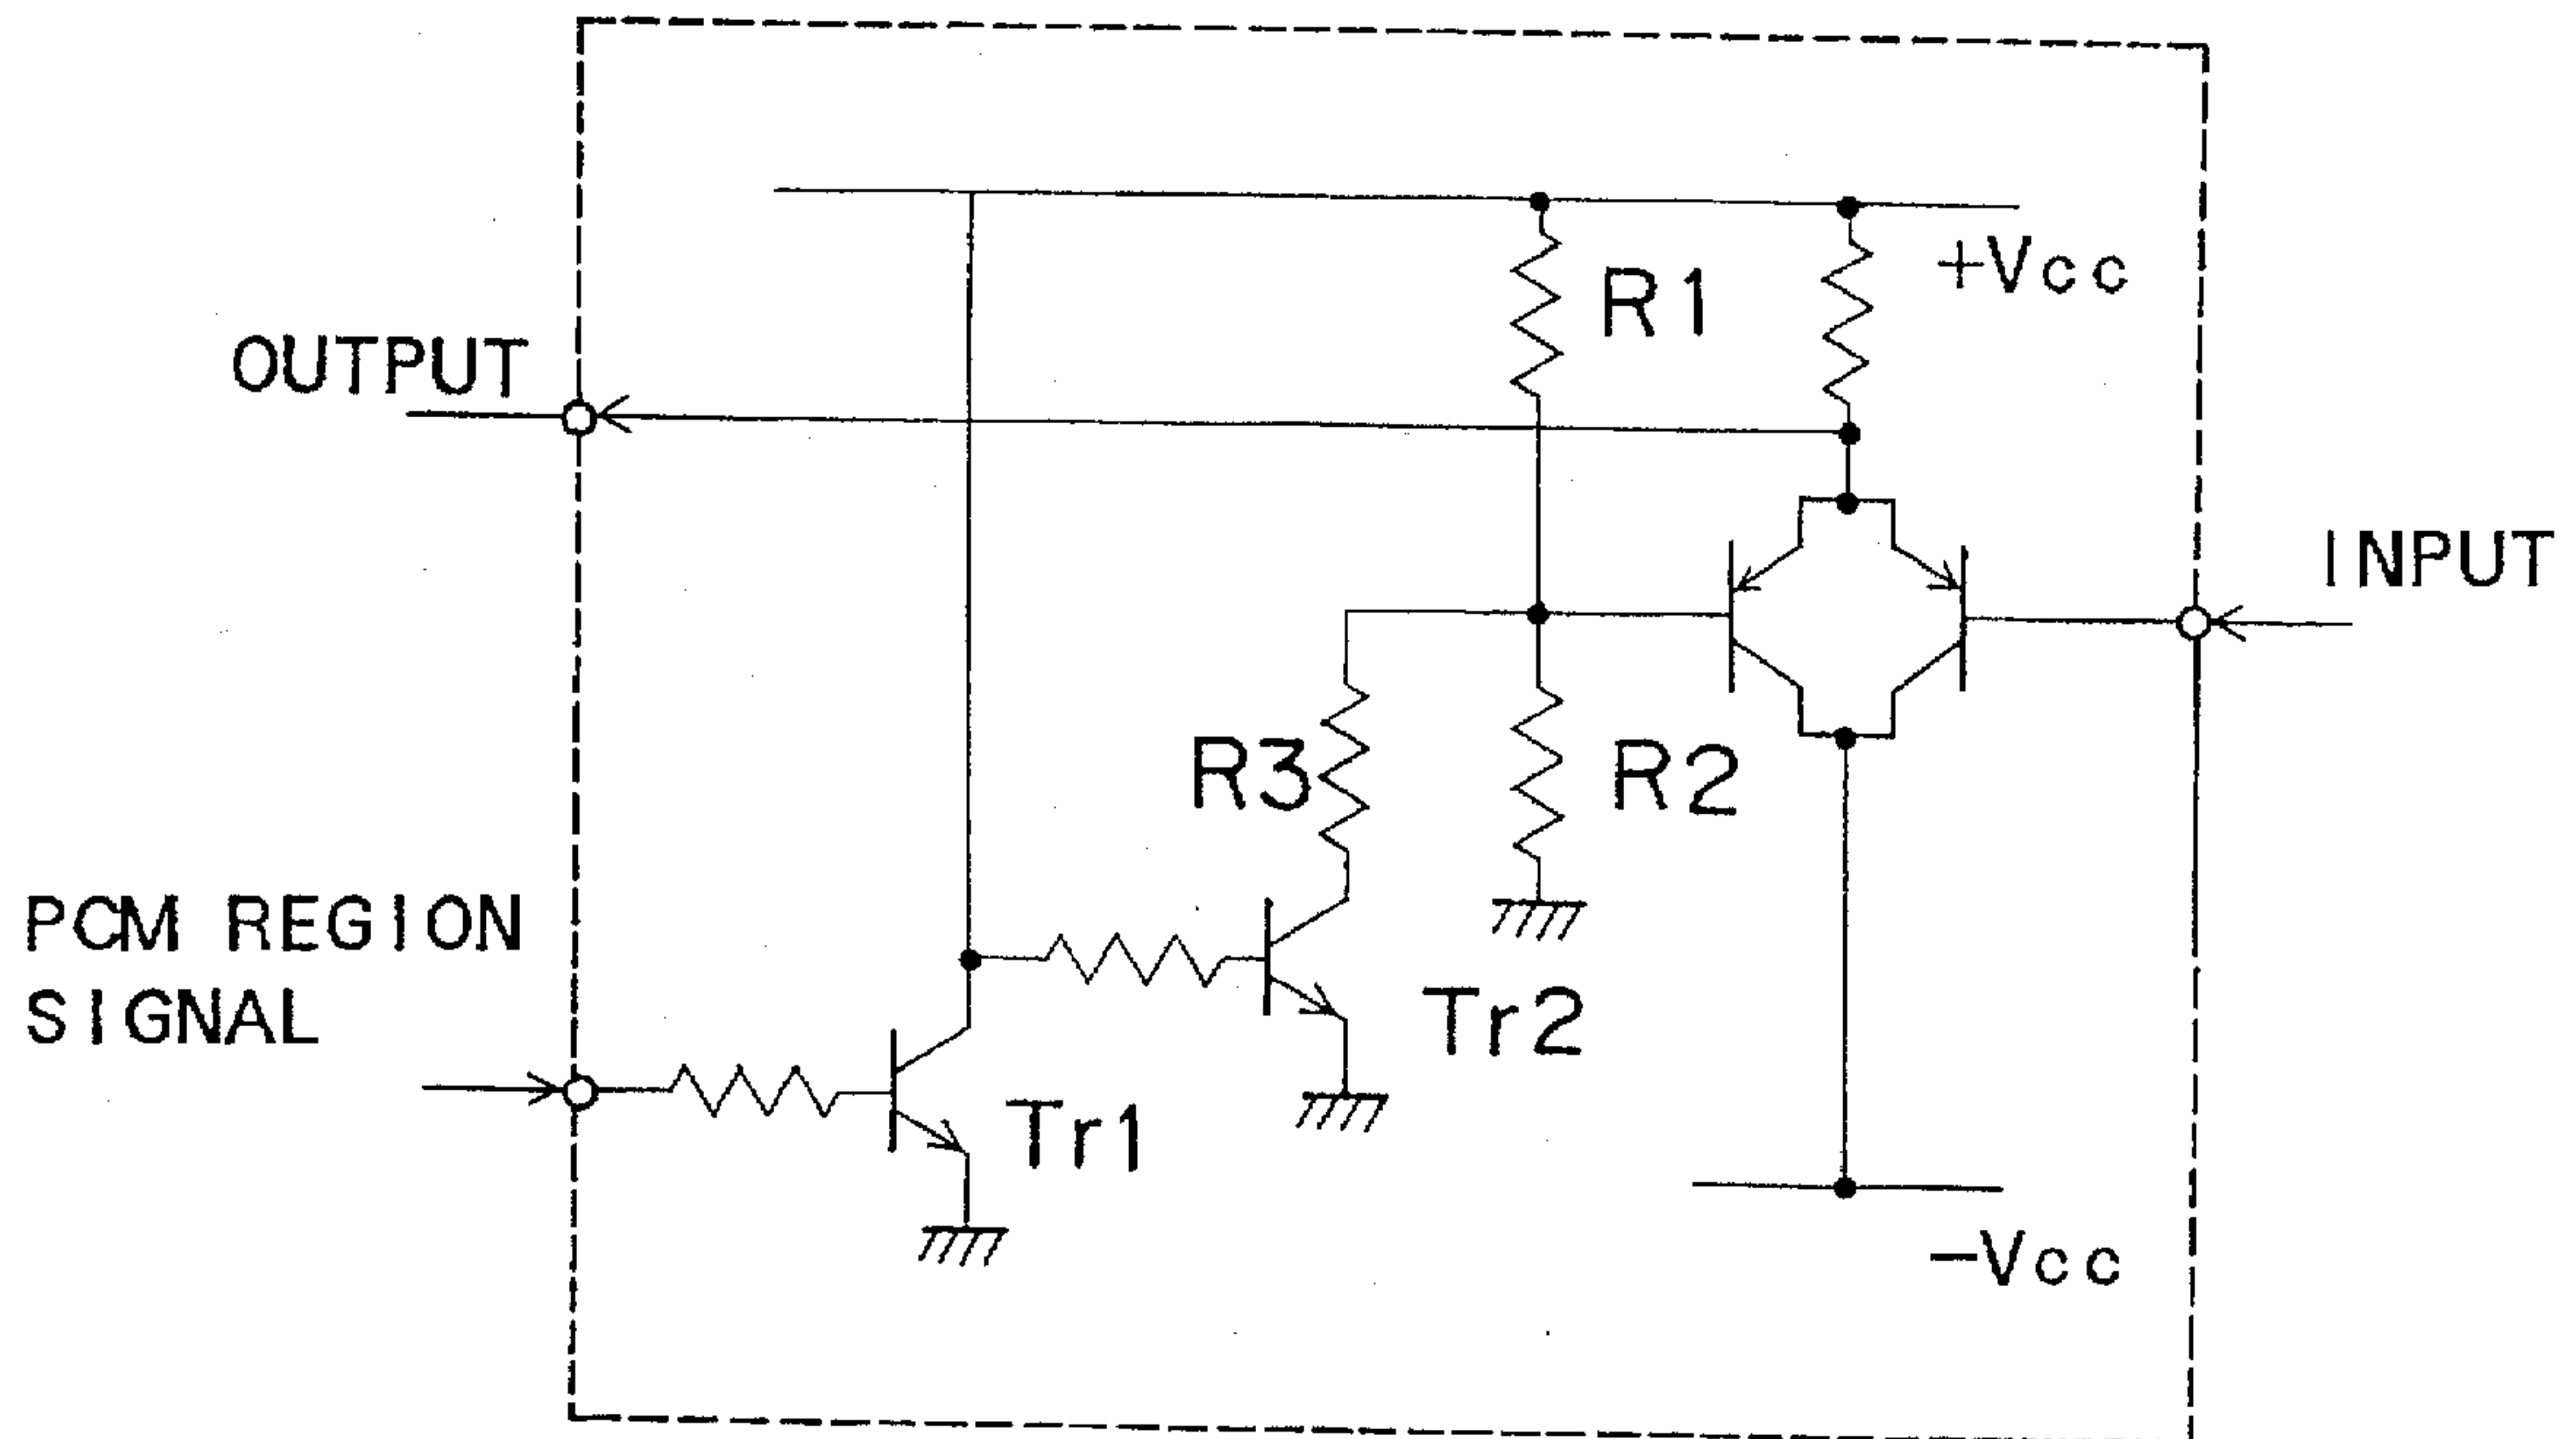 +Vcc
R1
OUTPUT
INPUT
R3
R2
PCM REGION
SIGNAL
Tr2
Tr1
-Vcc